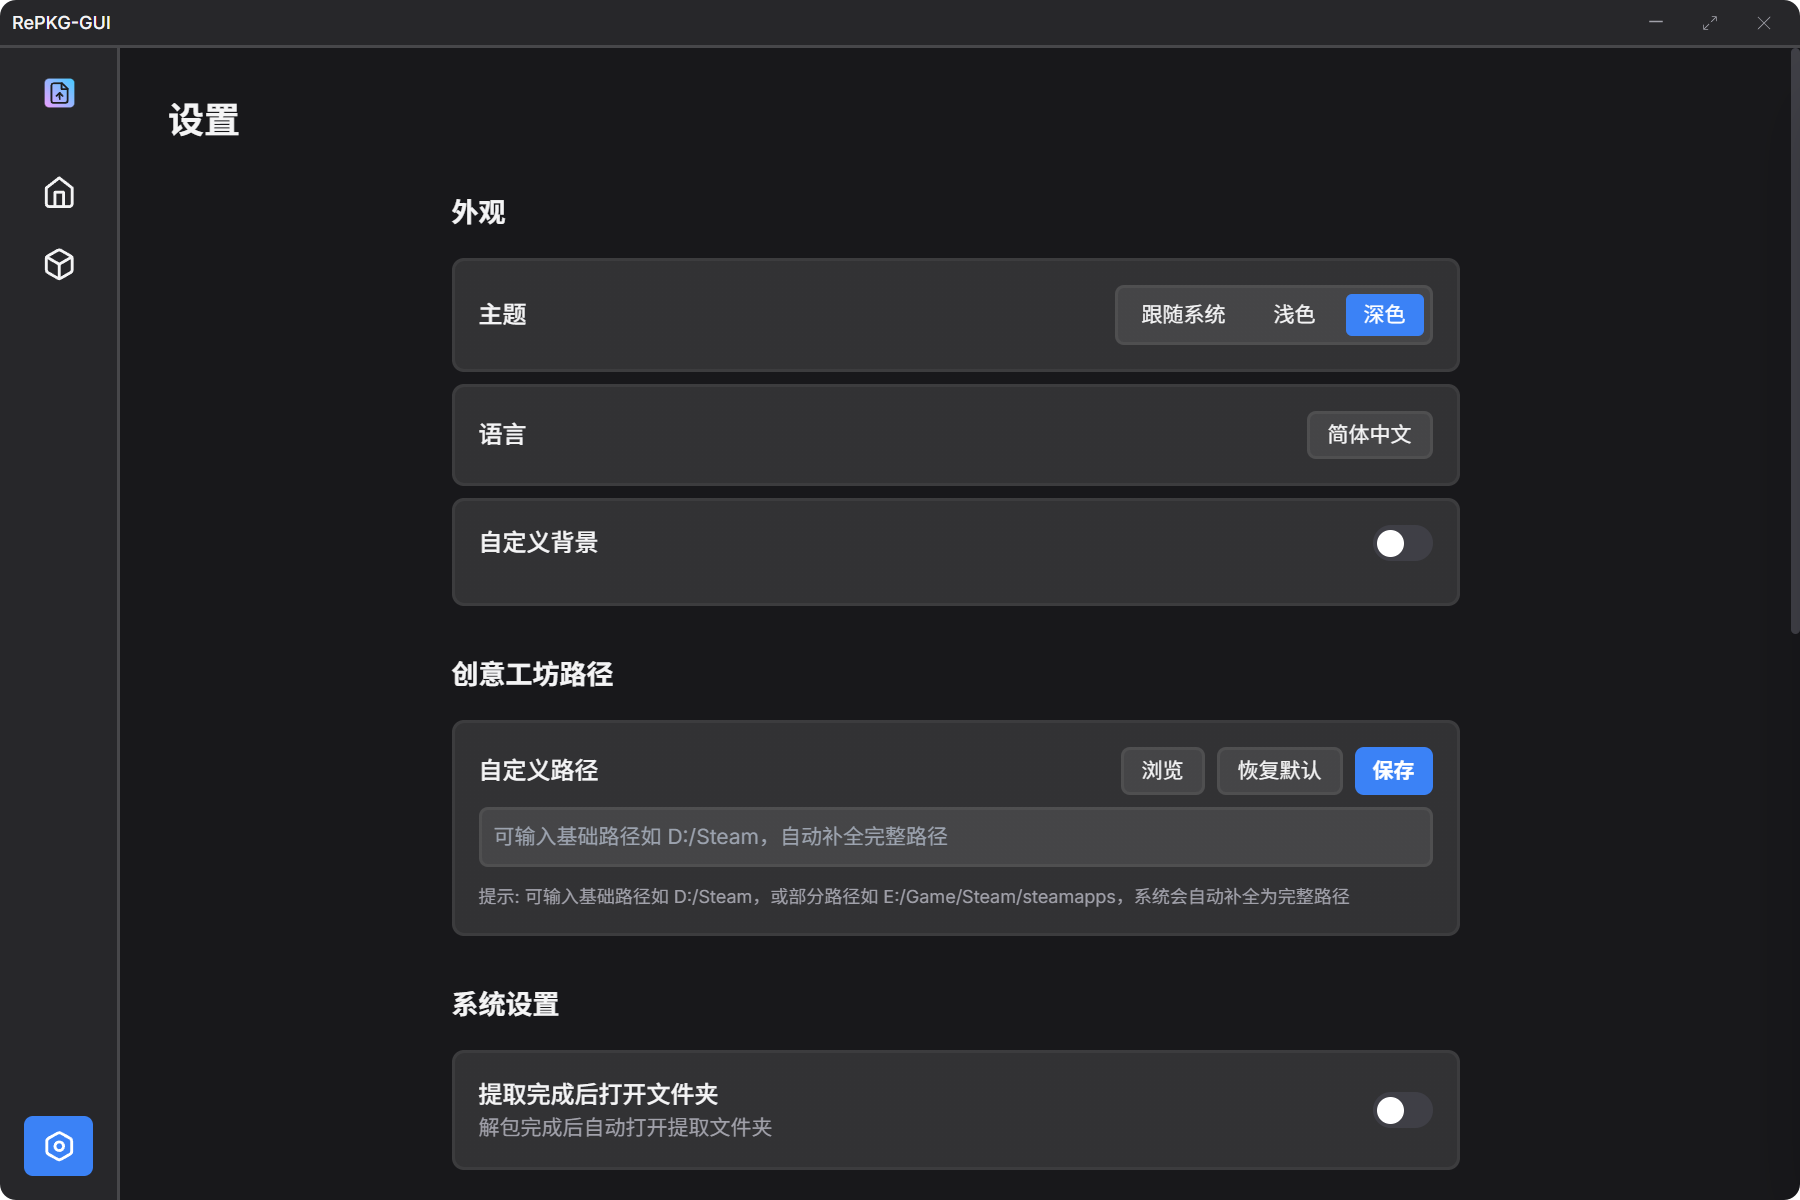 RePKG-GUI
设置
外观
主题
跟随系统 浅色 深色
语言
简体中文
自定义背景
创意工坊路径
自定义路径
浏览 恢复默认 保存
可输入基础路径如 D:/Steam，自动补全完整路径
提示: 可输入基础路径如 D:/Steam，或部分路径如 E:/Game/Steam/steamapps，系统会自动补全为完整路径
系统设置
提取完成后打开文件夹
解包完成后自动打开提取文件夹